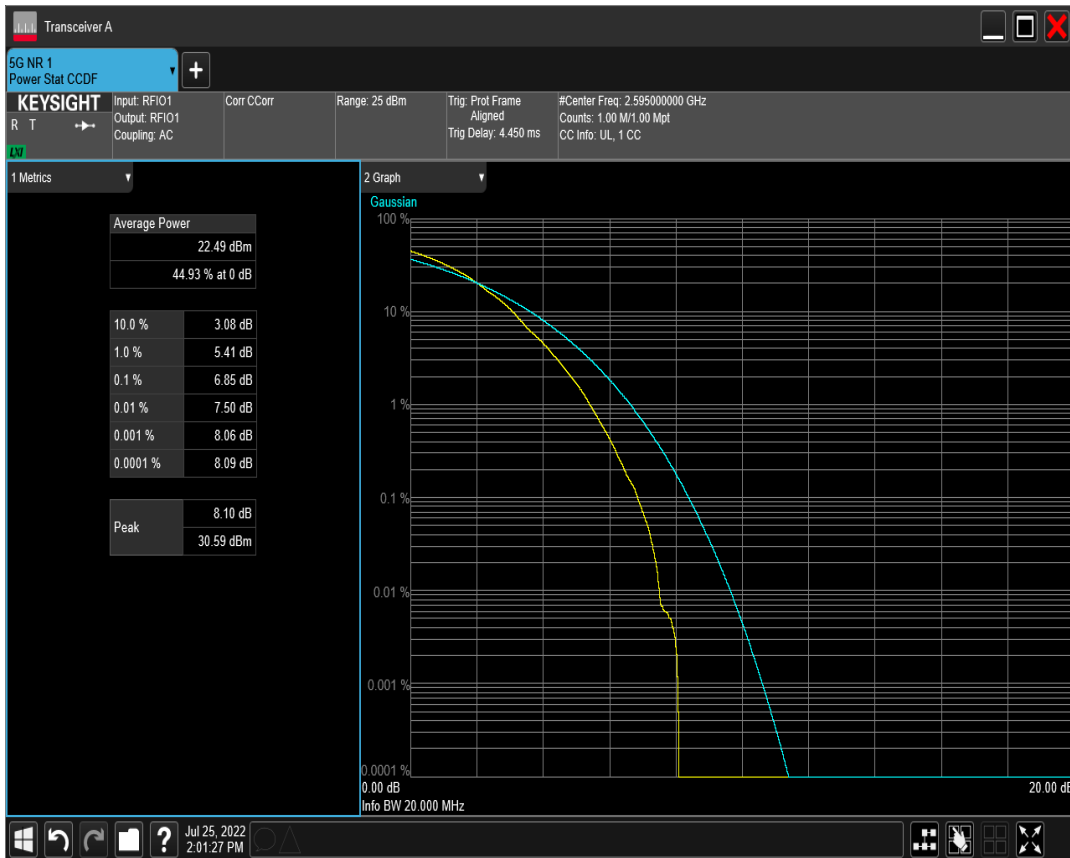 Transceiver A
5G NR 1
Power Stat CCDF
+
KEYSIGHT
R T
LXI
Input: RFIO1
Output: RFIO1
Coupling: AC
Corr CCorr
Range: 25 dBm
Trig: Prot Frame
Aligned
Trig Delay: 4.450 ms
#Center Freq: 2.595000000 GHz
Counts: 1.00 M/1.00 Mpt
CC Info: UL, 1 CC
1 Metrics
Average Power
22.49 dBm
44.93 % at 0 dB
10.0 % 3.08 dB
1.0 % 5.41 dB
0.1 % 6.85 dB
0.01 % 7.50 dB
0.001 % 8.06 dB
0.0001 % 8.09 dB
Peak
8.10 dB
30.59 dBm
2 Graph
Gaussian
100 %
10 %
1 %
0.1 %
0.01 %
0.001 %
0.0001 %
0.00 dB 20.00 dB
Info BW 20.000 MHz
?
Jul 25, 2022
2:01:27 PM